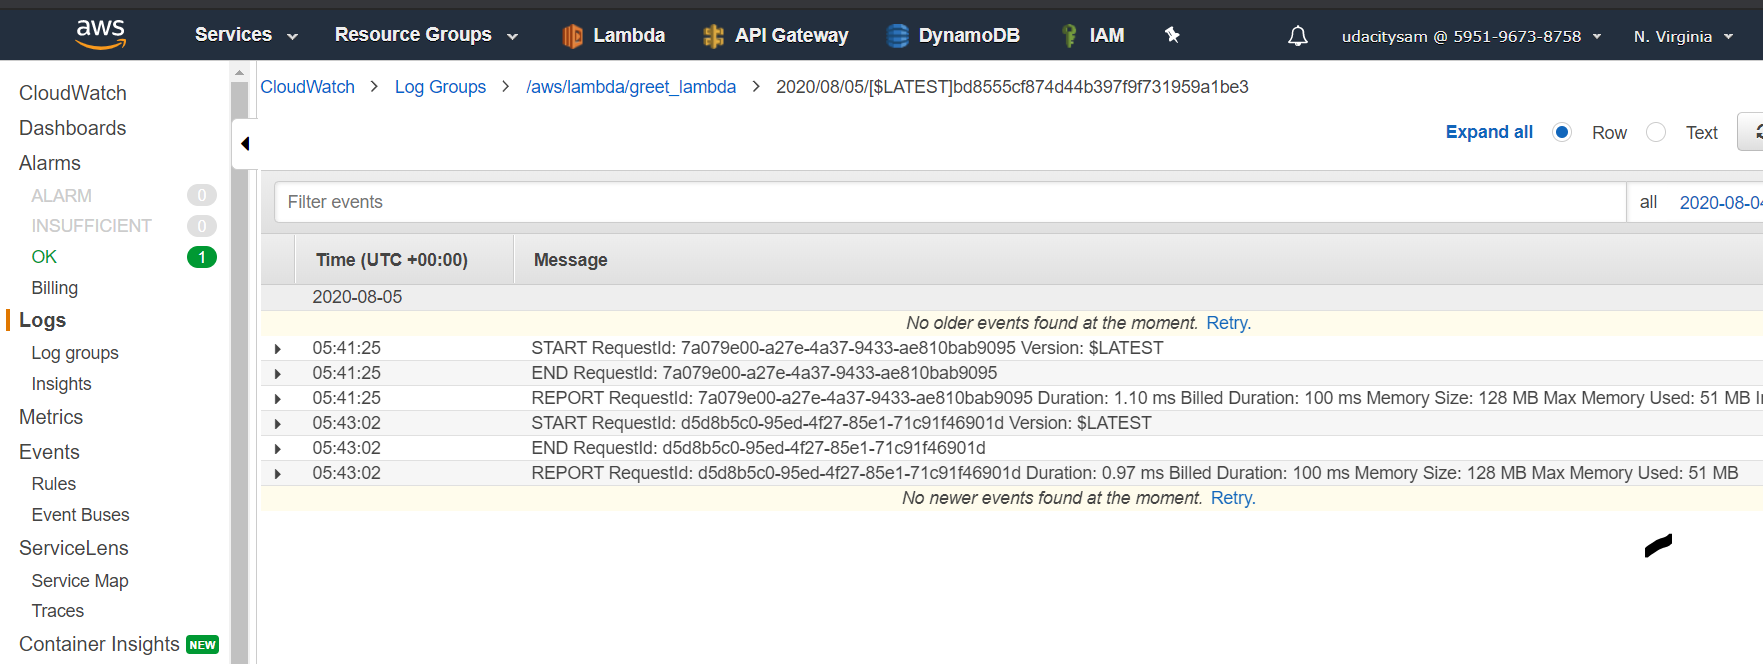 aws Services Resource Groups Lambda API Gateway DynamoDB IAM udacitysam @ 5951-9673-8758 N. Virginia
CloudWatch
Dashboards
Alarms
ALARM 0
INSUFFICIENT 0
OK 1
Billing
Logs
Log groups
Insights
Metrics
Events
Rules
Event Buses
ServiceLens
Service Map
Traces
Container Insights NEW
CloudWatch > Log Groups > /aws/lambda/greet_lambda > 2020/08/05/[$LATEST]bd8555cf874d44b397f9f731959a1be3
Expand all Row Text
Filter events all 2020-08-04
Time (UTC +00:00) Message
2020-08-05
No older events found at the moment. Retry.
05:41:25 START RequestId: 7a079e00-a27e-4a37-9433-ae810bab9095 Version: $LATEST
05:41:25 END RequestId: 7a079e00-a27e-4a37-9433-ae810bab9095
05:41:25 REPORT RequestId: 7a079e00-a27e-4a37-9433-ae810bab9095 Duration: 1.10 ms Billed Duration: 100 ms Memory Size: 128 MB Max Memory Used: 51 MB
05:43:02 START RequestId: d5d8b5c0-95ed-4f27-85e1-71c91f46901d Version: $LATEST
05:43:02 END RequestId: d5d8b5c0-95ed-4f27-85e1-71c91f46901d
05:43:02 REPORT RequestId: d5d8b5c0-95ed-4f27-85e1-71c91f46901d Duration: 0.97 ms Billed Duration: 100 ms Memory Size: 128 MB Max Memory Used: 51 MB
No newer events found at the moment. Retry.